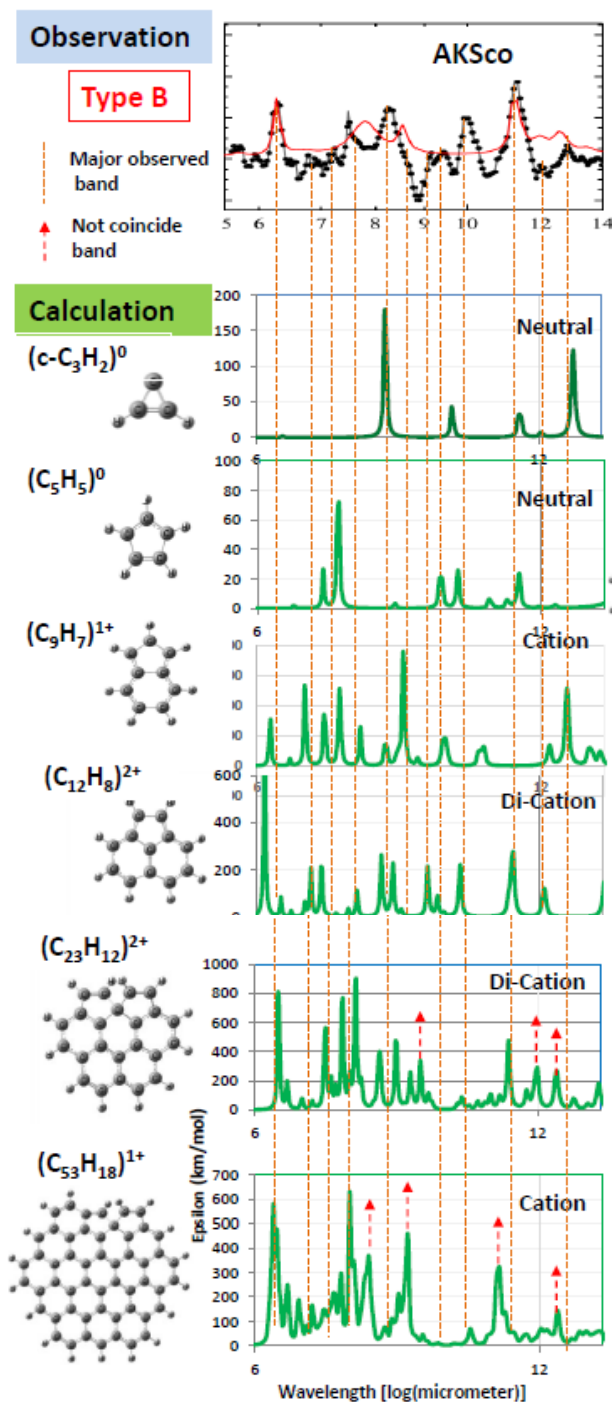 Observation
AKSco
Type B
Major observed
band
Not coincide
band
5 6 7 8 9 10 12 14
Calculation
200
150
100
50
0
Neutral
(c-C₃H₂)⁰
6
12
(C₅H₅)⁰
100
80
60
40
20
0
Neutral
6
12
(C₉H₇)¹⁺
Cation
6
12
(C₁₂H₈)²⁺
600
400
200
Di-Cation
(C₂₃H₁₂)²⁺
1000
800
600
400
200
0
Di-Cation
6
12
(C₅₃H₁₈)¹⁺
Epsilon (km/mol)
700
600
500
400
300
200
100
0
Cation
6
12
Wavelength [log(micrometer)]